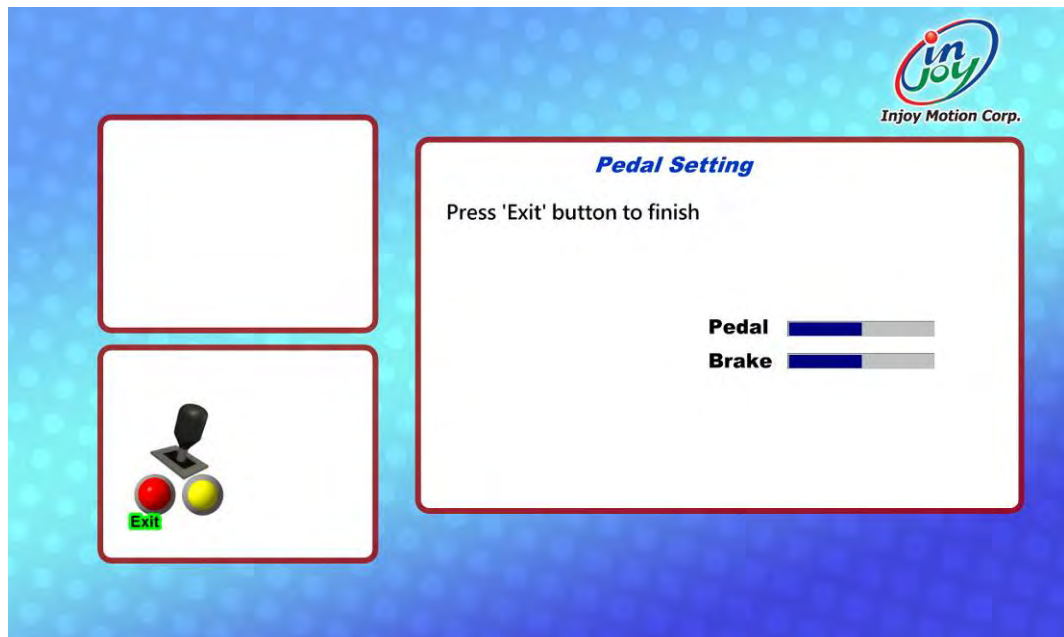 in
joy
Injoy Motion Corp.
Pedal Setting
Press 'Exit' button to finish
Pedal
Brake
Exit